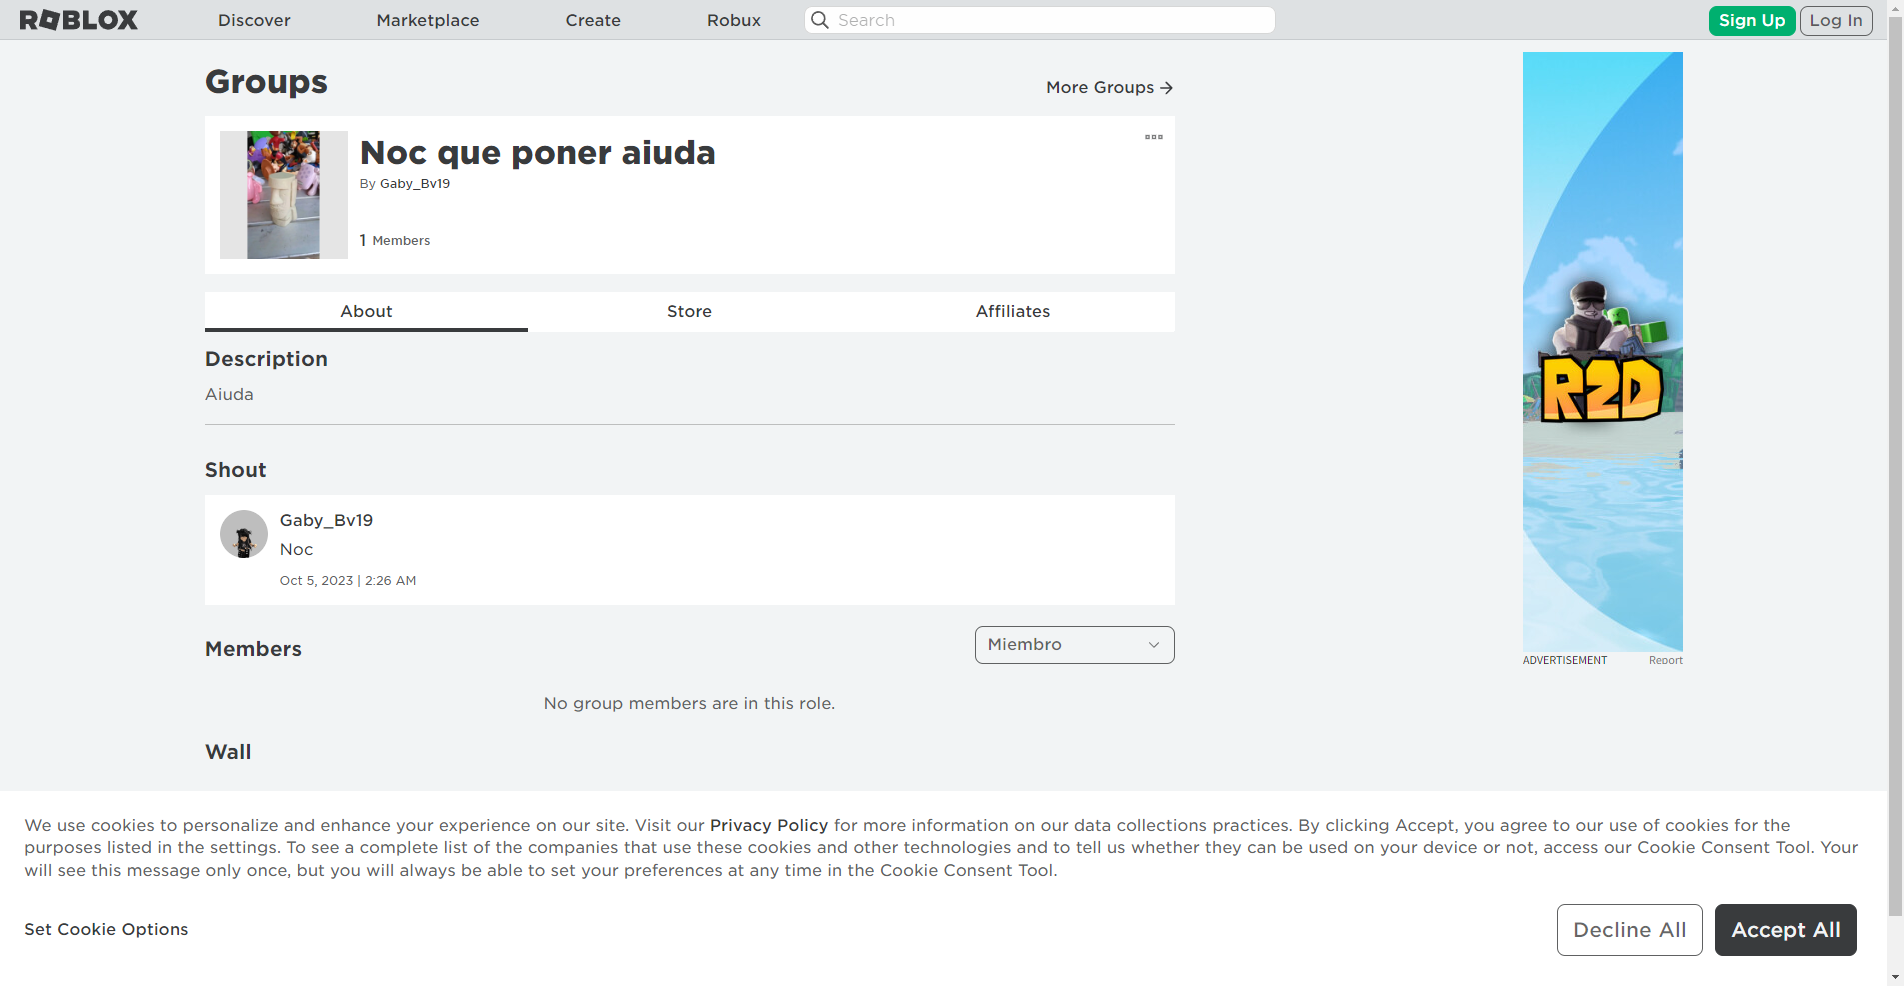 ROBLOX
Discover
Marketplace
Create
Robux
Search
Sign Up
Log In
Groups
More Groups
Noc que poner aiuda
By Gaby_Bv19
1 Members
About
Store
Affiliates
Description
Aiuda
Shout
Gaby_Bv19
Noc
Oct 5, 2023 | 2:26 AM
Members
Miembro
No group members are in this role.
Wall
R2D
ADVERTISEMENT
Report
We use cookies to personalize and enhance your experience on our site. Visit our Privacy Policy for more information on our data collections practices. By clicking Accept, you agree to our use of cookies for the
purposes listed in the settings. To see a complete list of the companies that use these cookies and other technologies and to tell us whether they can be used on your device or not, access our Cookie Consent Tool. Your
will see this message only once, but you will always be able to set your preferences at any time in the Cookie Consent Tool.
Set Cookie Options
Decline All
Accept All